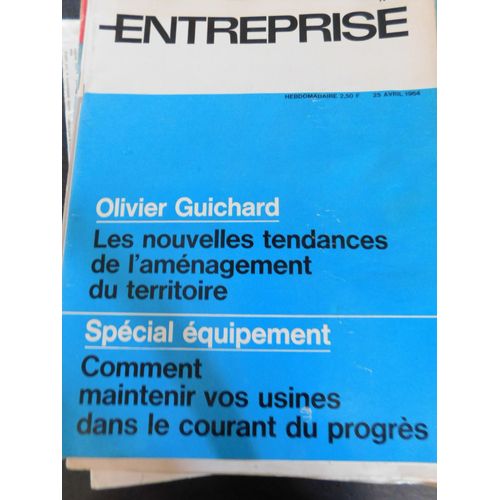 ENTREPRISE
HEBDOMADAIRE 2,50 F 25 AVRIL 1964
Olivier Guichard
Les nouvelles tendances
de l'aménagement
du territoire
Spécial équipement
Comment
maintenir vos usines
dans le courant du progrès